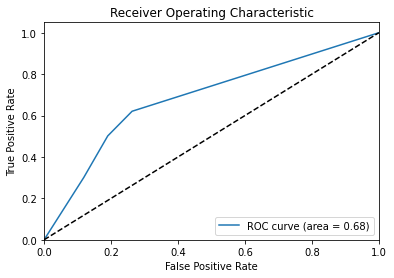 Receiver Operating Characteristic
True Positive Rate
1.0
0.8
0.6
0.4
0.2
0.0
ROC curve (area = 0.68)
0.0 0.2 0.4 0.6 0.8 1.0
False Positive Rate